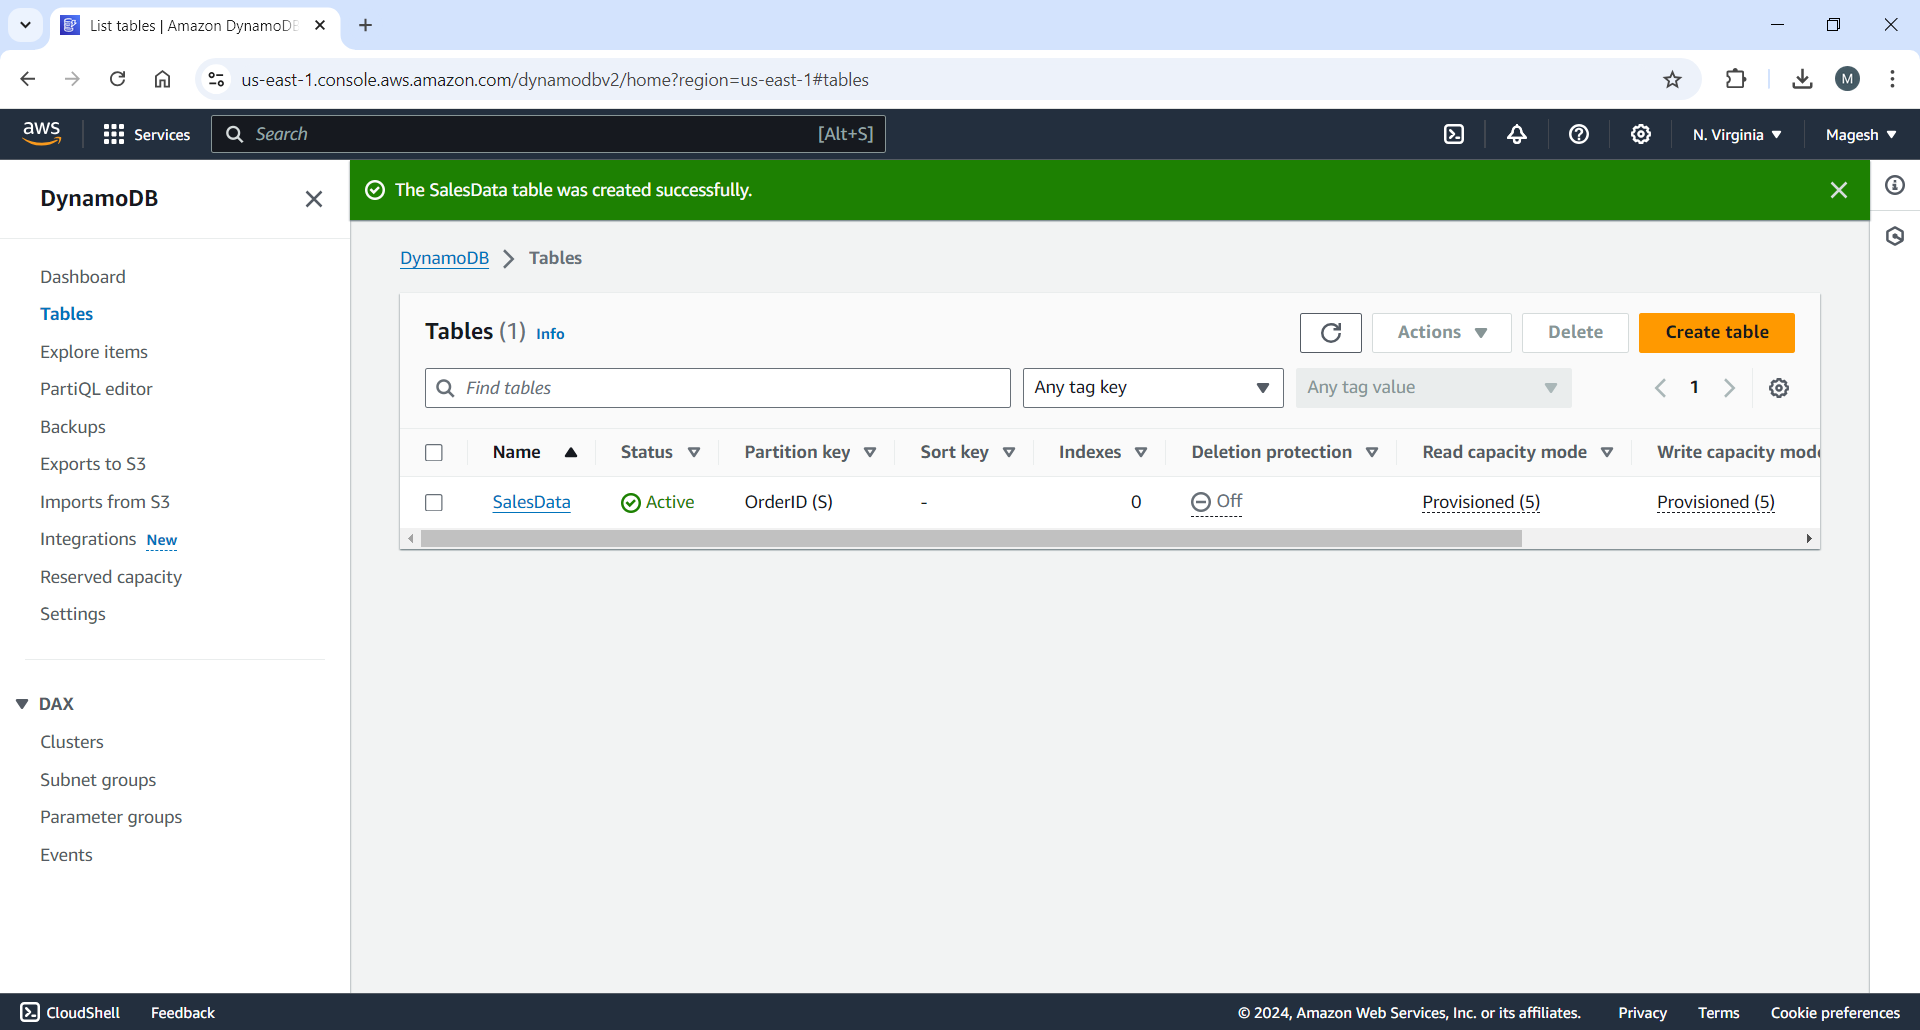 List tables | Amazon DynamoDB
us-east-1.console.aws.amazon.com/dynamodbv2/home?region=us-east-1#tables
M
aws Services Search [Alt+S] N. Virginia Magesh
DynamoDB
Dashboard
Tables
Explore items
PartiQL editor
Backups
Exports to S3
Imports from S3
Integrations New
Reserved capacity
Settings
DAX
Clusters
Subnet groups
Parameter groups
Events
The SalesData table was created successfully.
DynamoDB Tables
Tables (1) Info
Actions Delete Create table
Find tables Any tag key Any tag value 1
Name Status Partition key Sort key Indexes Deletion protection Read capacity mode Write capacity mode
SalesData Active OrderID (S) - 0 Off Provisioned (5) Provisioned (5)
CloudShell Feedback © 2024, Amazon Web Services, Inc. or its affiliates. Privacy Terms Cookie preferences